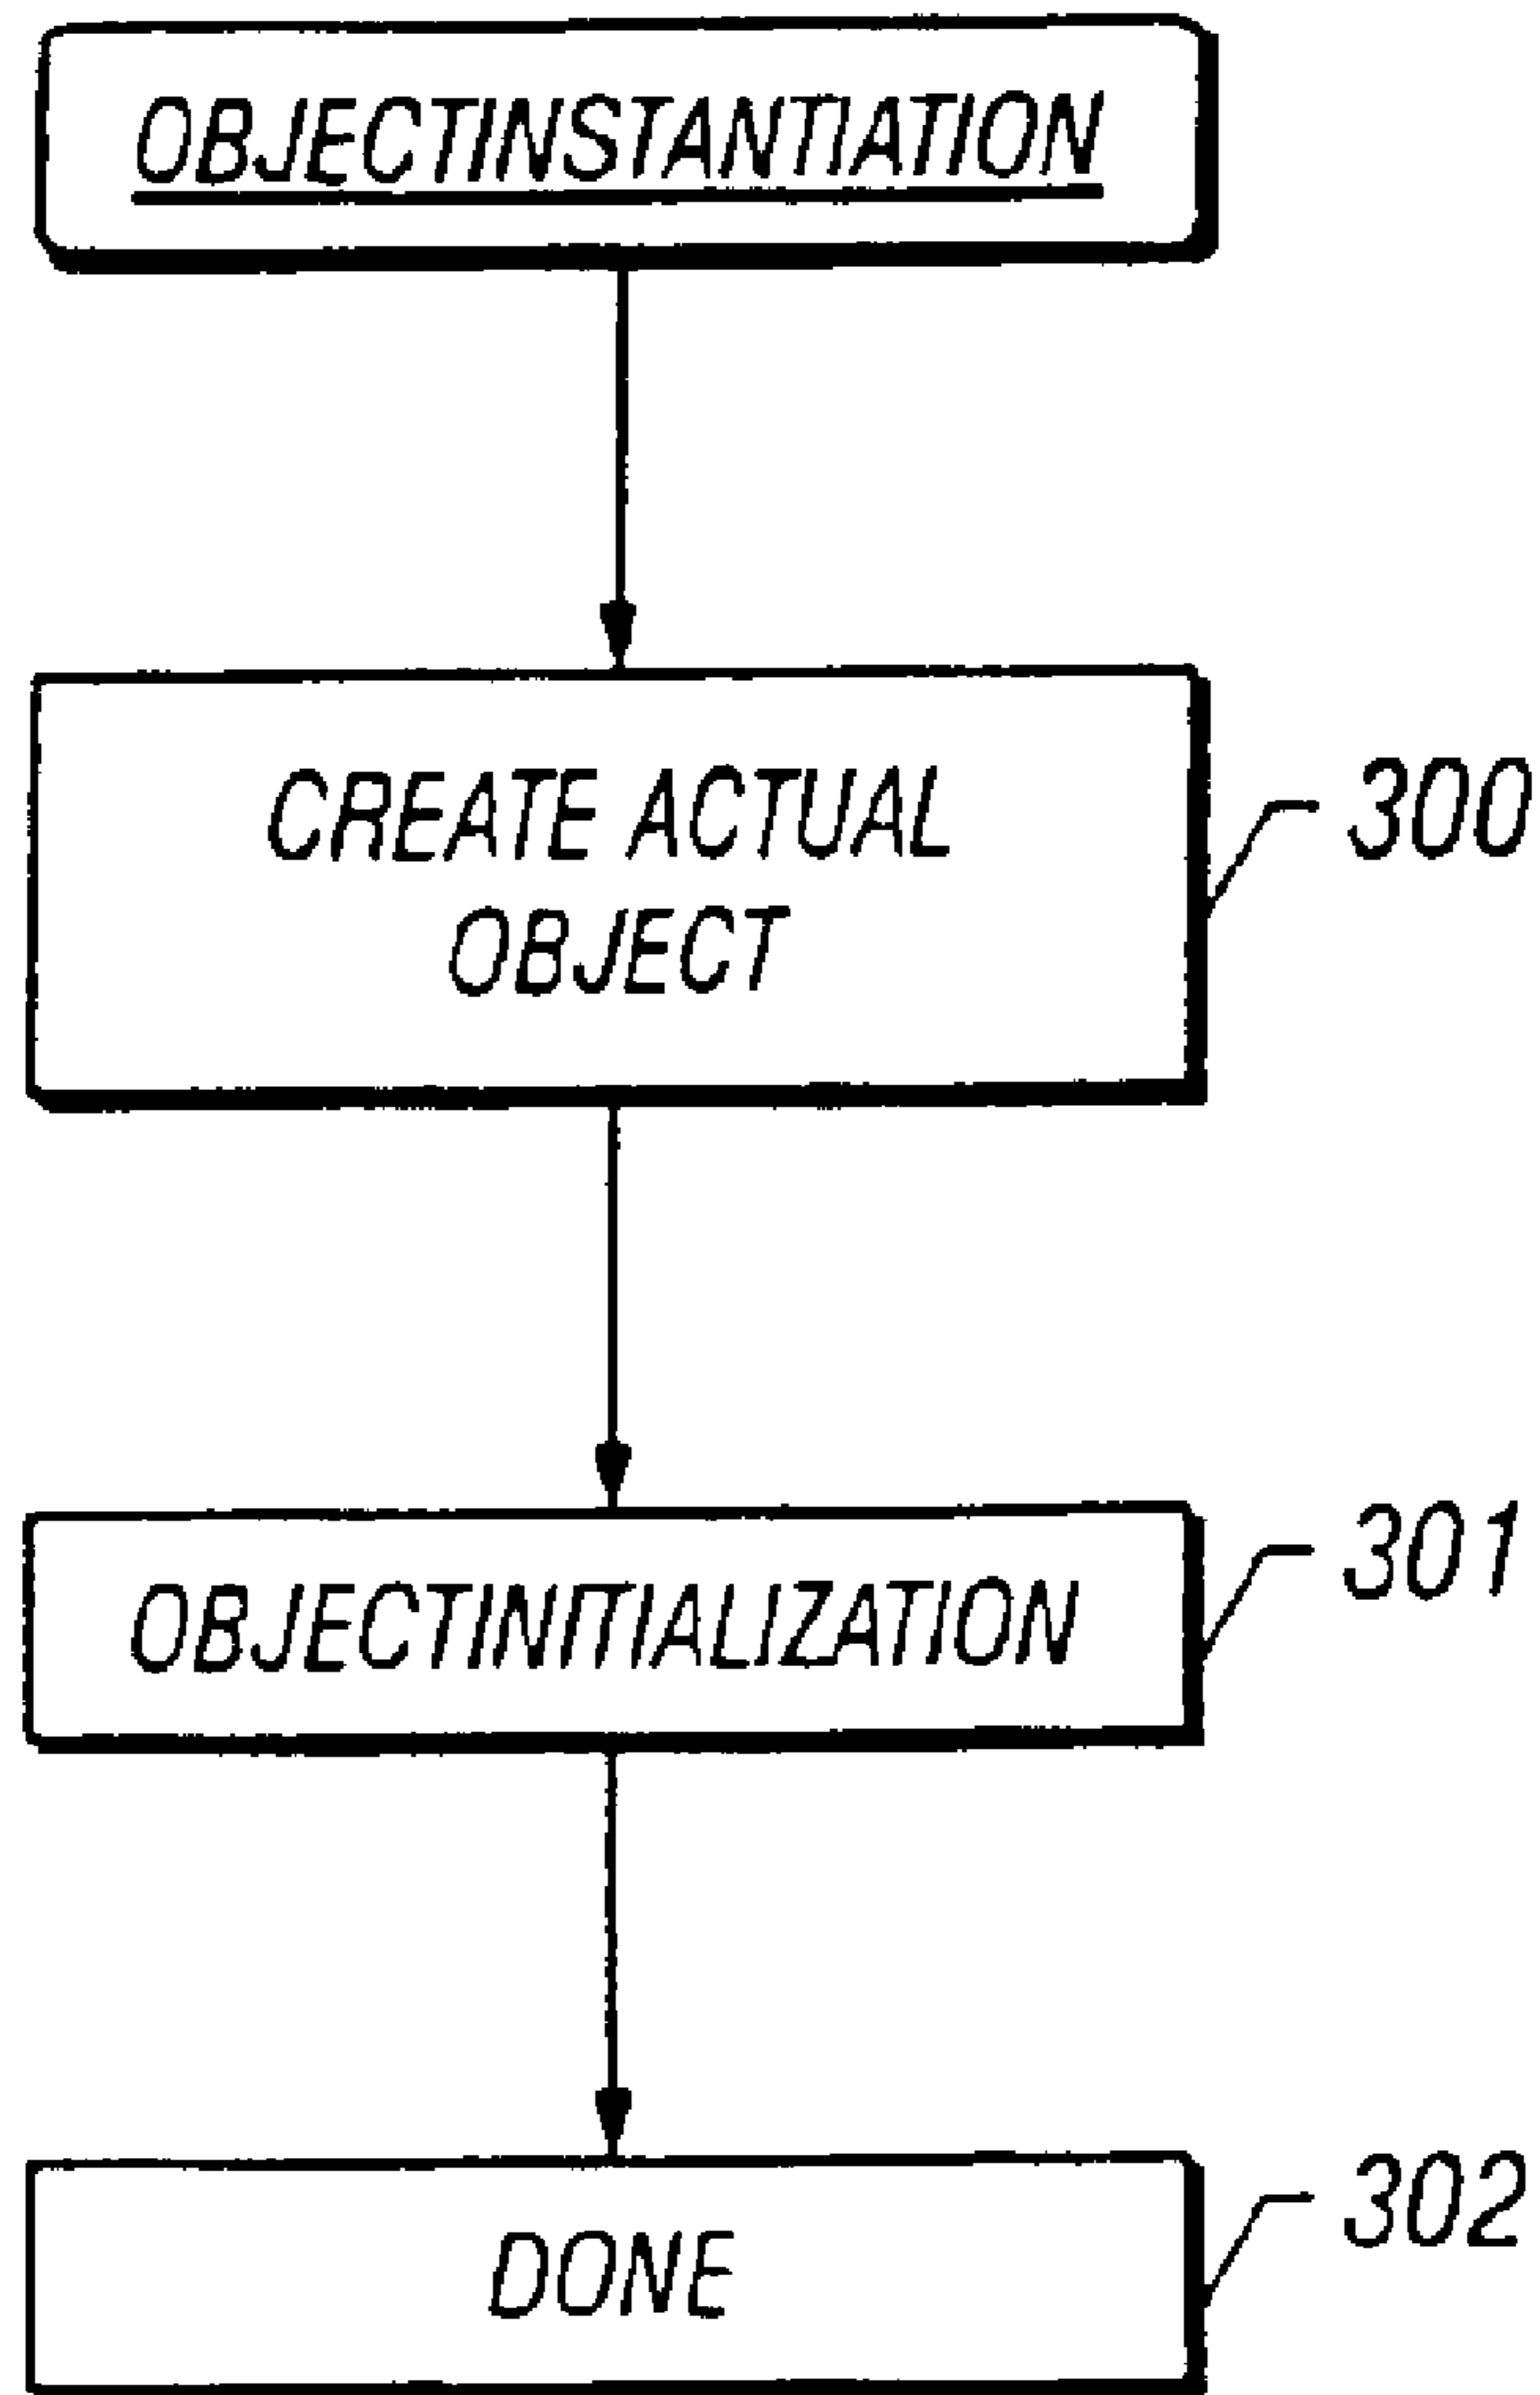 OBJECTINSTANTIATION
CREATE ACTUAL
OBJECT
300
OBJECTINITIALIZATION
301
DONE
302